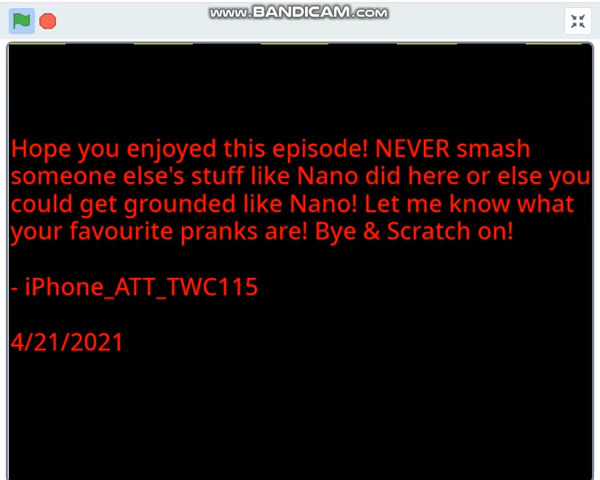 www.BANDICAM.com
Hope you enjoyed this episode! NEVER smash
someone else's stuff like Nano did here or else you
could get grounded like Nano! Let me know what
your favourite pranks are! Bye & Scratch on!
- iPhone_ATT_TWC115
4/21/2021